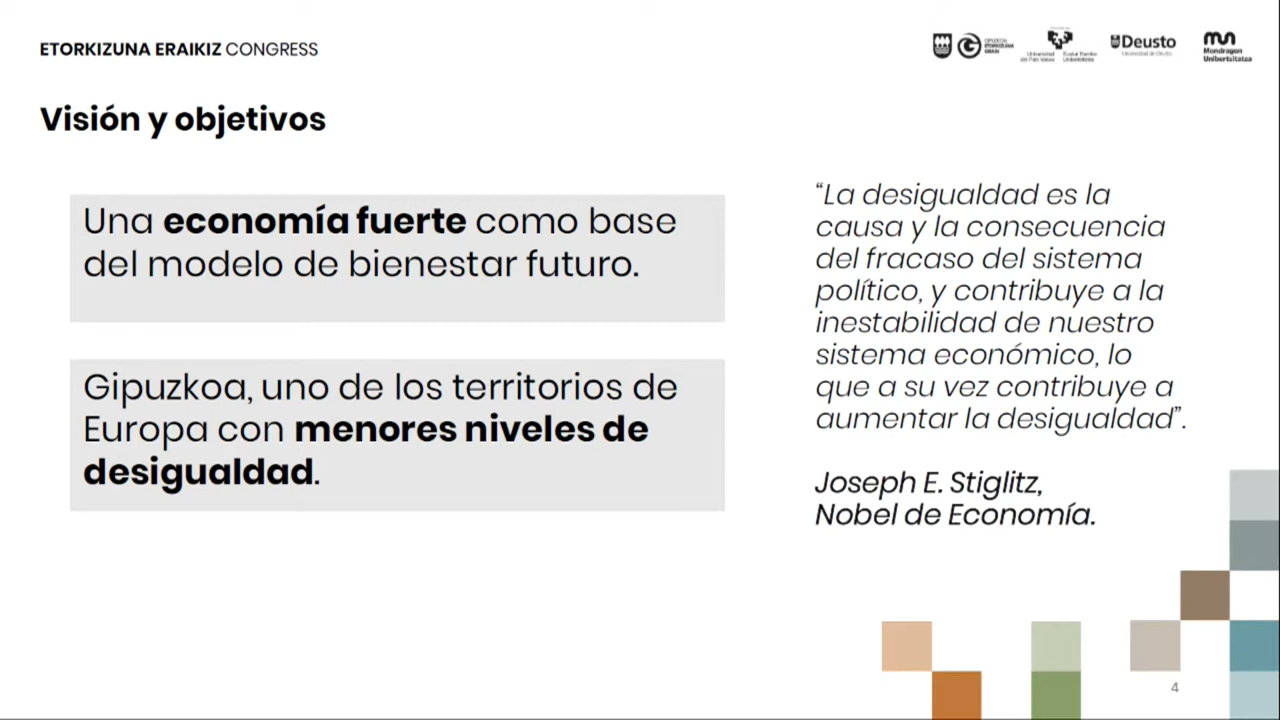 ETORKIZUNA ERAIKIZ CONGRESS
Deusto
Universidad de Deusto
Mondragon
Unibertsitatea
Visión y objetivos
Una economía fuerte como base
del modelo de bienestar futuro.
Gipuzkoa, uno de los territorios de
Europa con menores niveles de
desigualdad.
“La desigualdad es la
causa y la consecuencia
del fracaso del sistema
político, y contribuye a la
inestabilidad de nuestro
sistema económico, lo
que a su vez contribuye a
aumentar la desigualdad”.
Joseph E. Stiglitz,
Nobel de Economía.
4